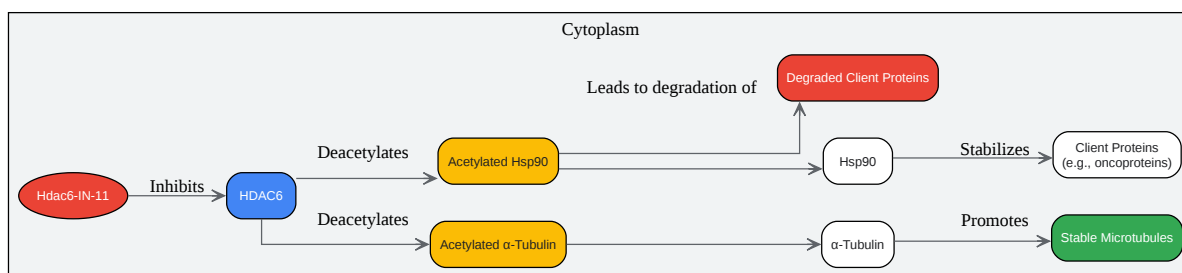 Cytoplasm
Degraded Client Proteins
Leads to degradation of
Deacetylates
Acetylated Hsp90
Hsp90
Stabilizes
Client Proteins
(e.g., oncoproteins)
Hdac6-IN-11
Inhibits
HDAC6
Deacetylates
Acetylated α-Tubulin
α-Tubulin
Promotes
Stable Microtubules